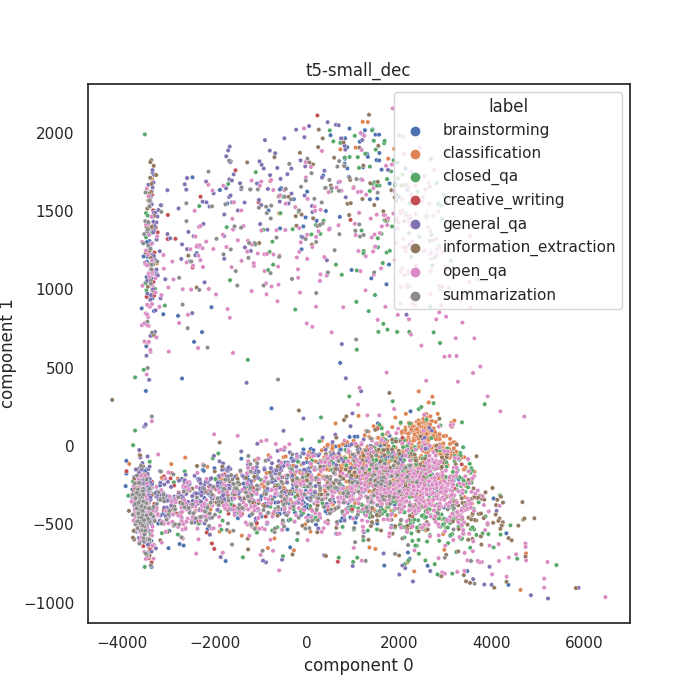 t5-small_dec
label
brainstorming
classification
closed_qa
creative_writing
general_qa
information_extraction
open_qa
summarization
component 1
2000
1500
1000
500
0
−500
−1000
−4000 −2000 0 2000 4000 6000
component 0